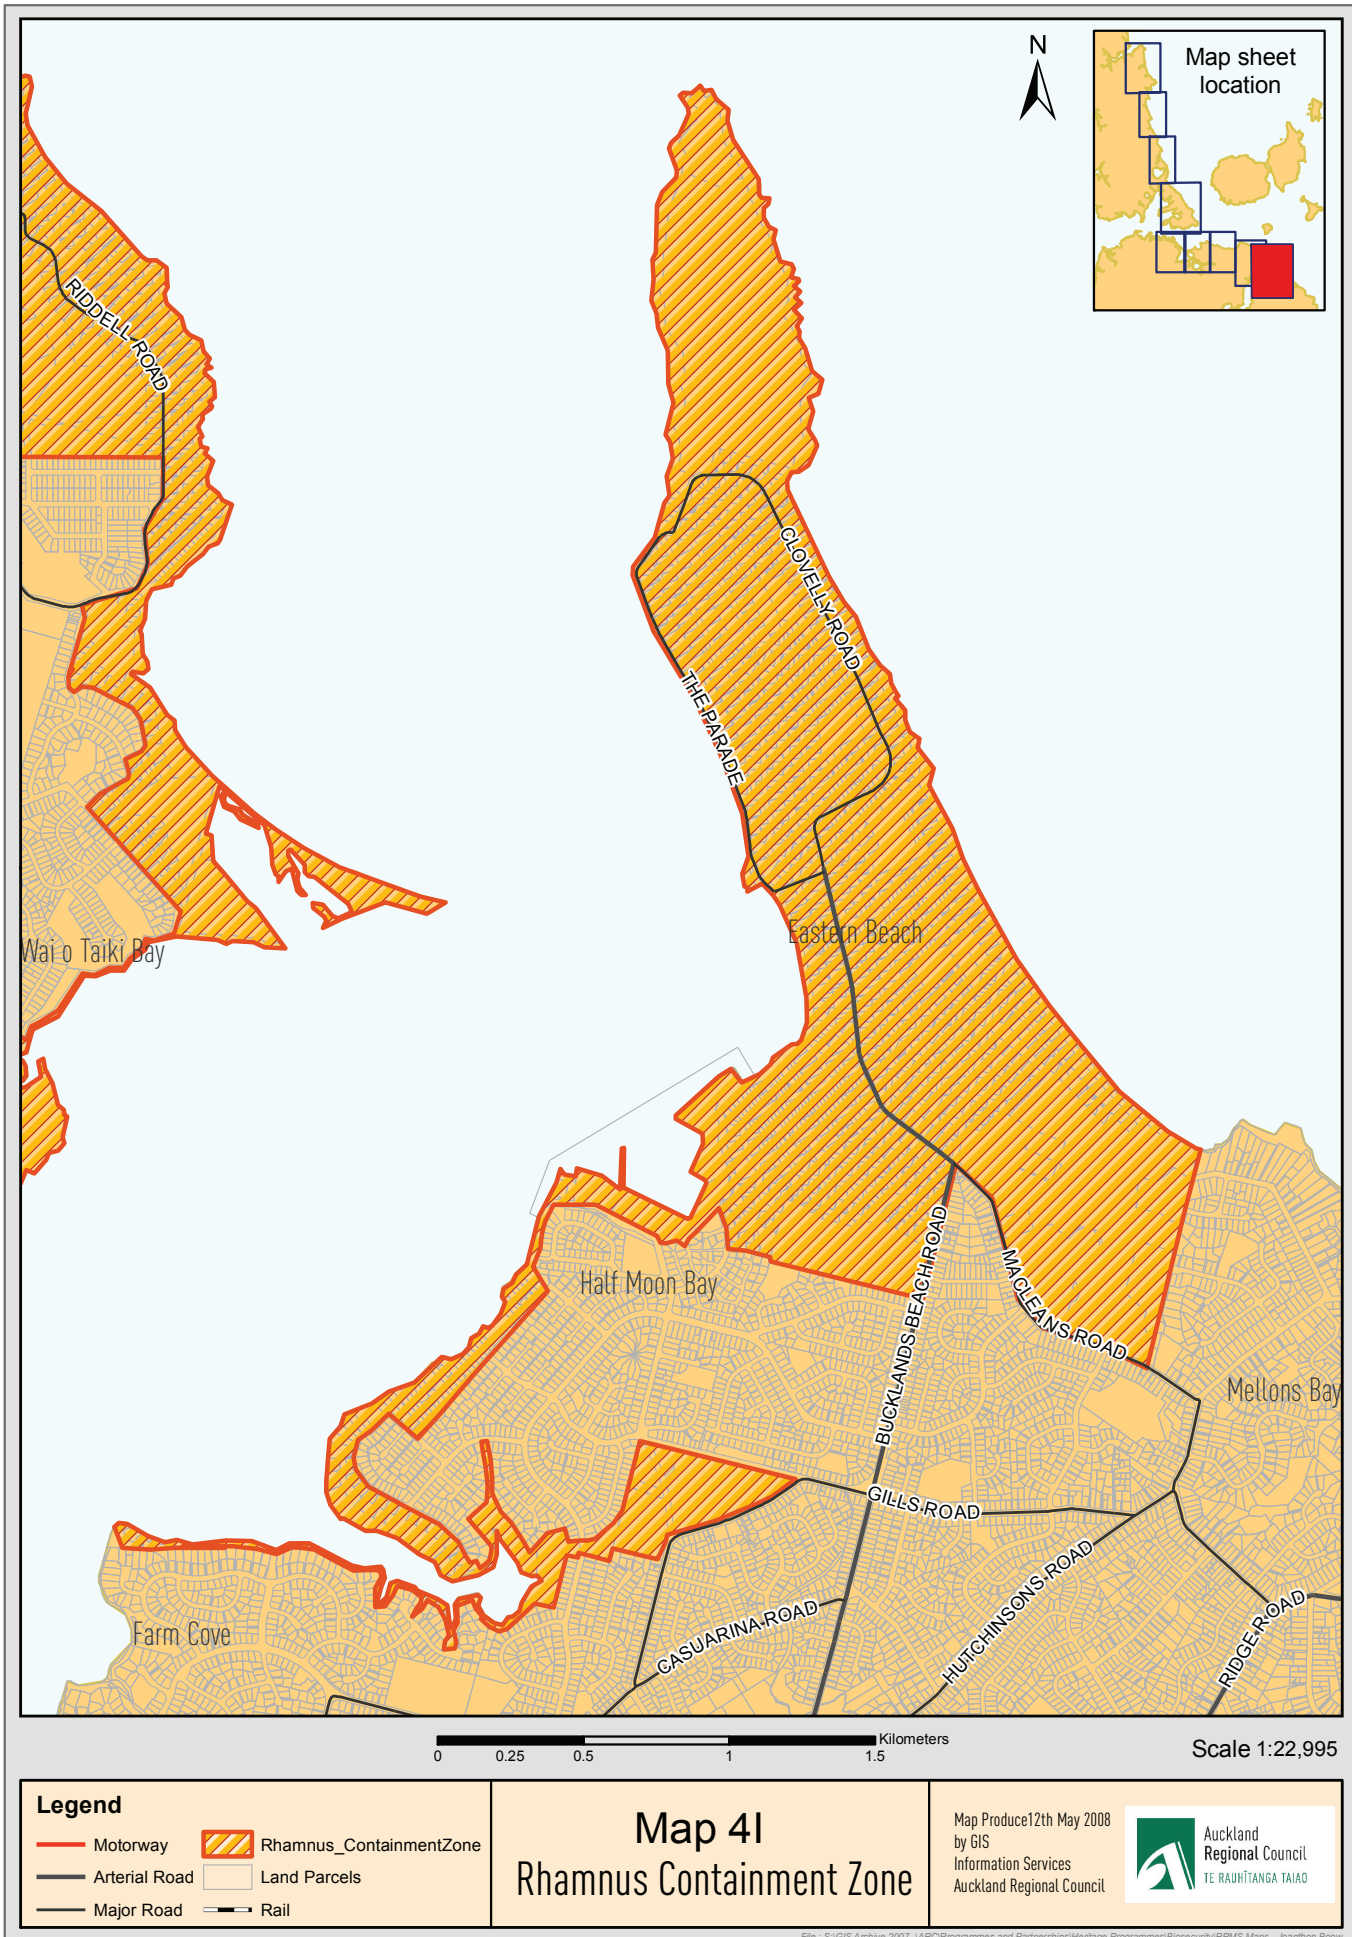 N
Map sheet
location
RIDDELL ROAD
CLOVELLY ROAD
THE PARADE
Eastern Beach
Wai o Taiki Bay
Half Moon Bay
BUCKLANDS BEACH ROAD
MACLEANS ROAD
Mellons Bay
GILLS ROAD
HUTCHINSONS ROAD
CASUARINA ROAD
RIDGE ROAD
Farm Cove
Kilometers
0 0.25 0.5 1 1.5
Scale 1:22,995
Legend
Motorway
Rhamnus_ContainmentZone
Arterial Road
Land Parcels
Major Road
Rail
Map 4I
Rhamnus Containment Zone
Map Produce12th May 2008
by GIS
Information Services
Auckland Regional Council
Auckland
Regional Council
TE RAUHĪTANGA TAIAO